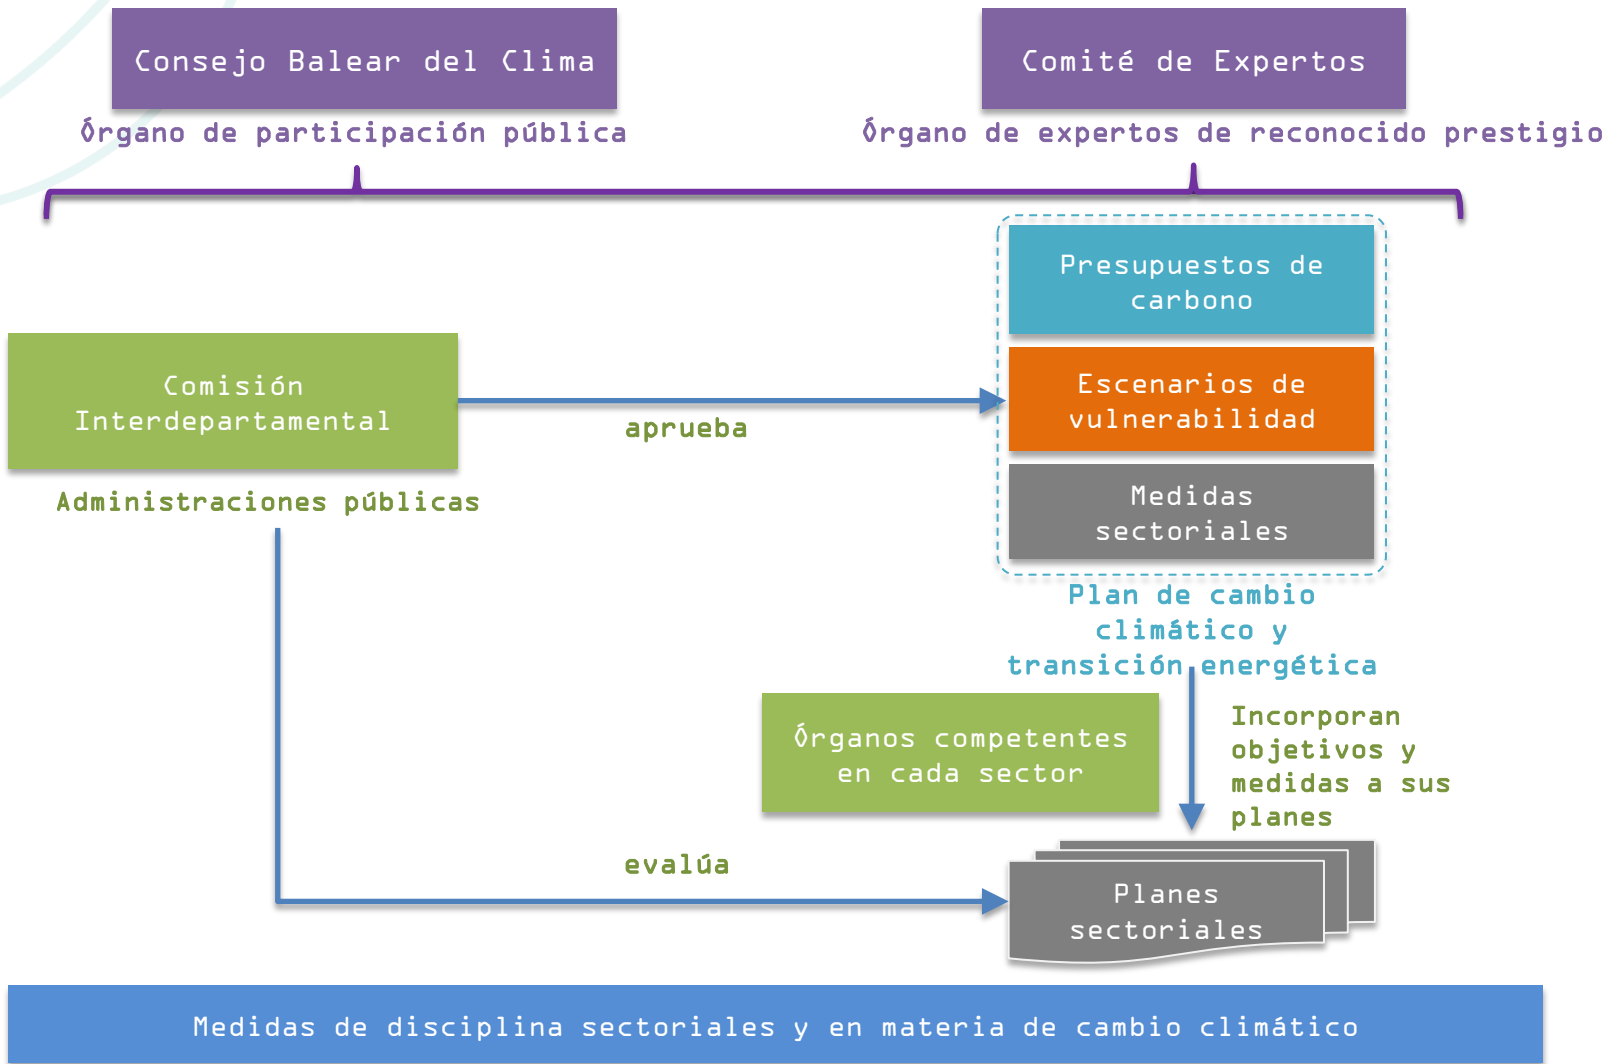 Consejo Balear del Clima
Comité de Expertos
Órgano de participación pública
Órgano de expertos de reconocido prestigio
Presupuestos de
carbono
Comisión
Interdepartamental
Escenarios de
vulnerabilidad
aprueba
Medidas
sectoriales
Administraciones públicas
Plan de cambio
climático y
transición energética
Órganos competentes
en cada sector
Incorporan
objetivos y
medidas a sus
planes
evalúa
Planes
sectoriales
Medidas de disciplina sectoriales y en materia de cambio climático